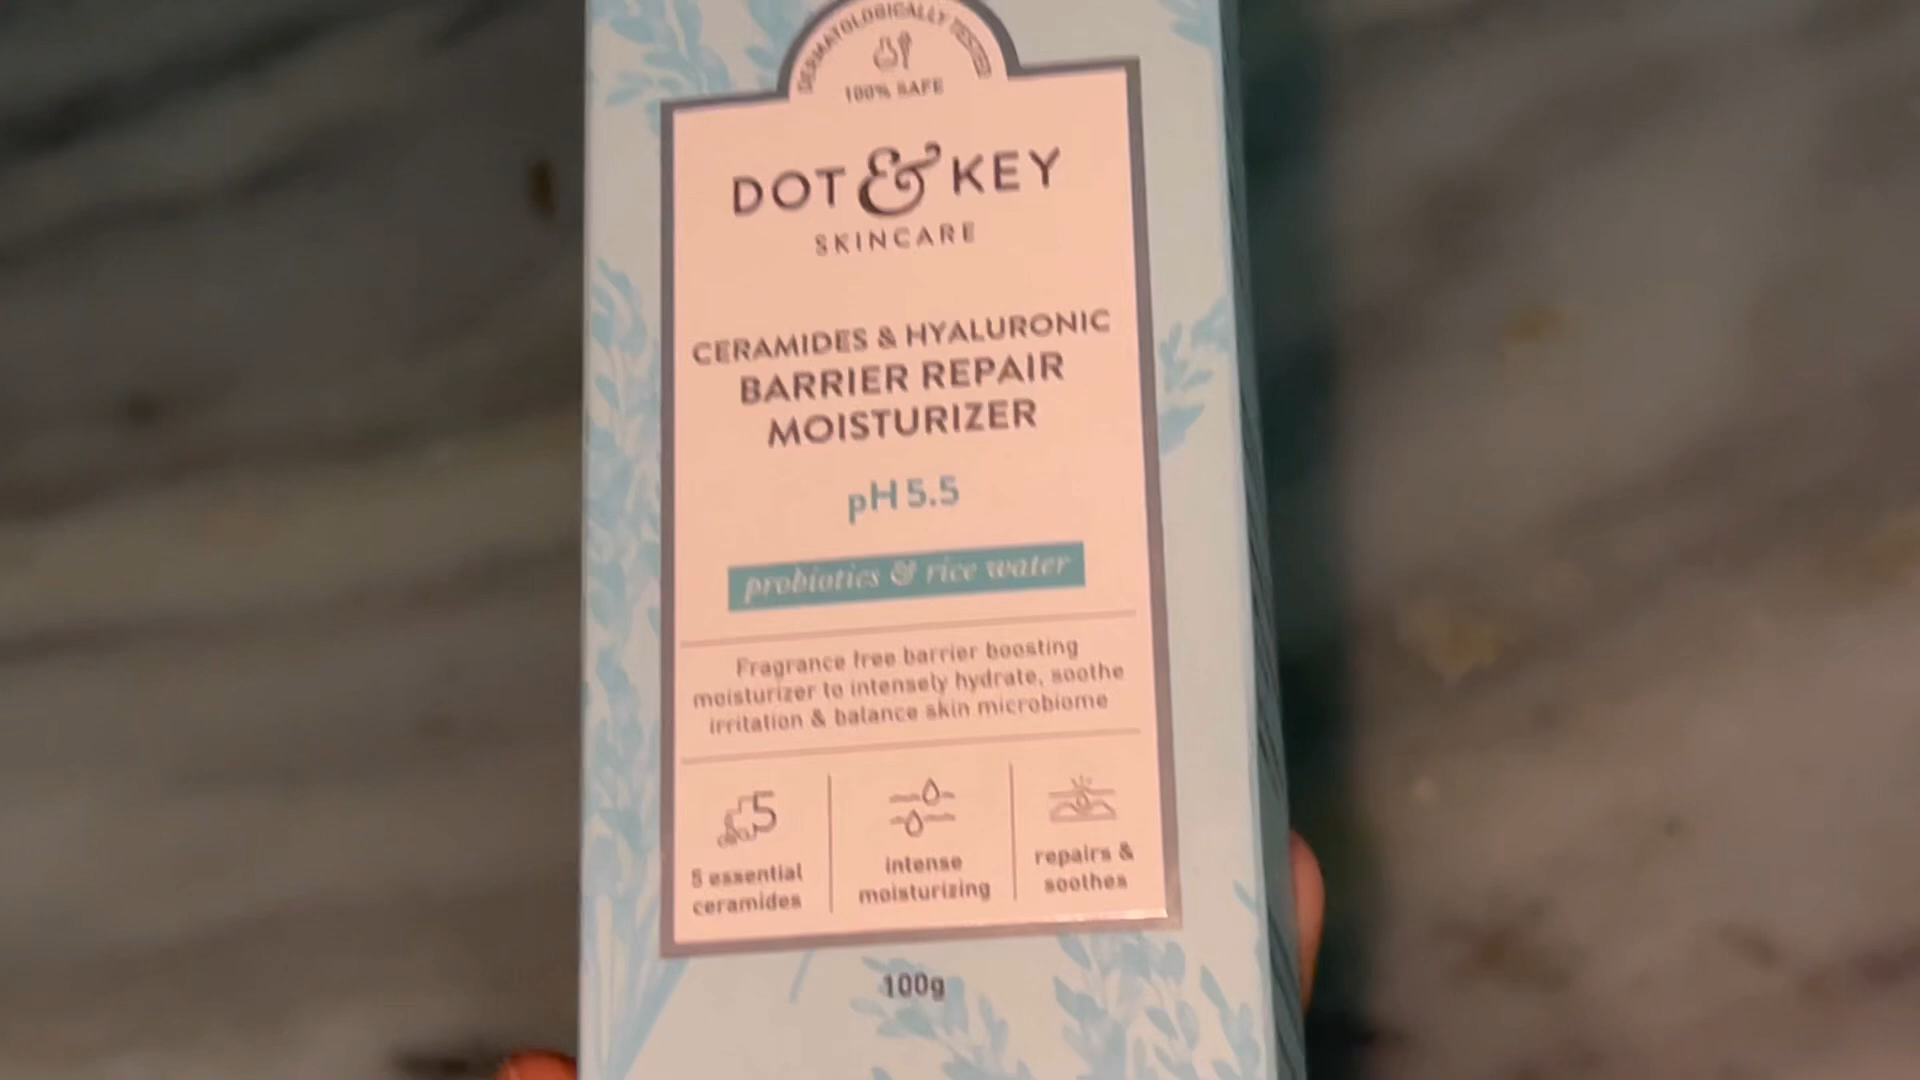 DERMATOLOGICALLY TESTED
100% SAFE
DOT & KEY
SKINCARE
CERAMIDES & HYALURONIC
BARRIER REPAIR
MOISTURIZER
pH 5.5
probiotics & rice water
Fragrance free barrier boosting
moisturizer to intensely hydrate, soothe
irritation & balance skin microbiome
5
5 essential
ceramides
intense
moisturizing
repairs &
soothes
100g